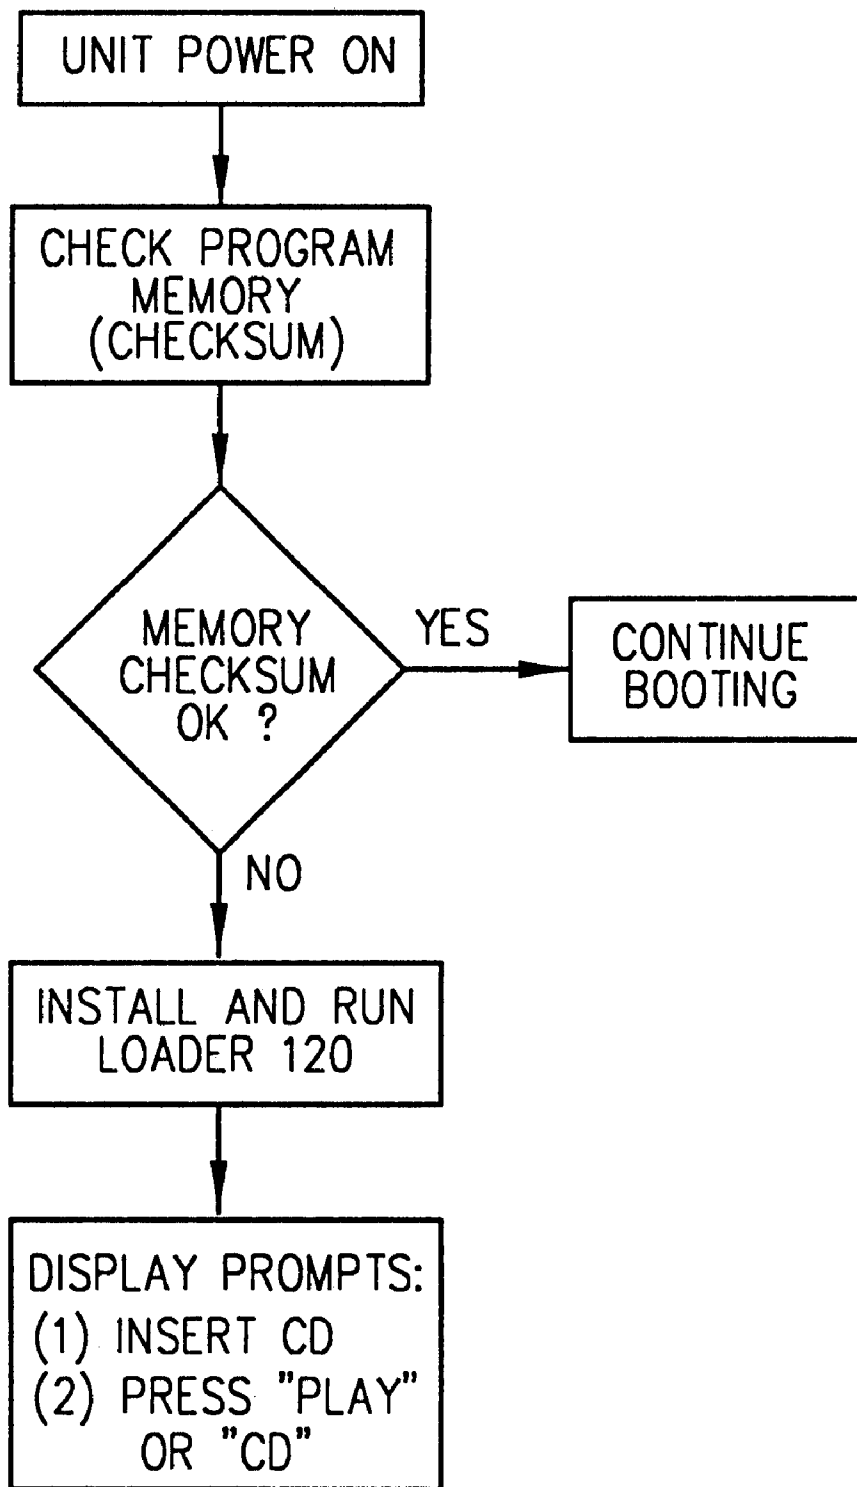 UNIT POWER ON
CHECK PROGRAM
MEMORY
(CHECKSUM)
MEMORY
CHECKSUM
OK ?
YES
CONTINUE
BOOTING
NO
INSTALL AND RUN
LOADER 120
DISPLAY PROMPTS:
(1) INSERT CD
(2) PRESS "PLAY"
OR "CD"